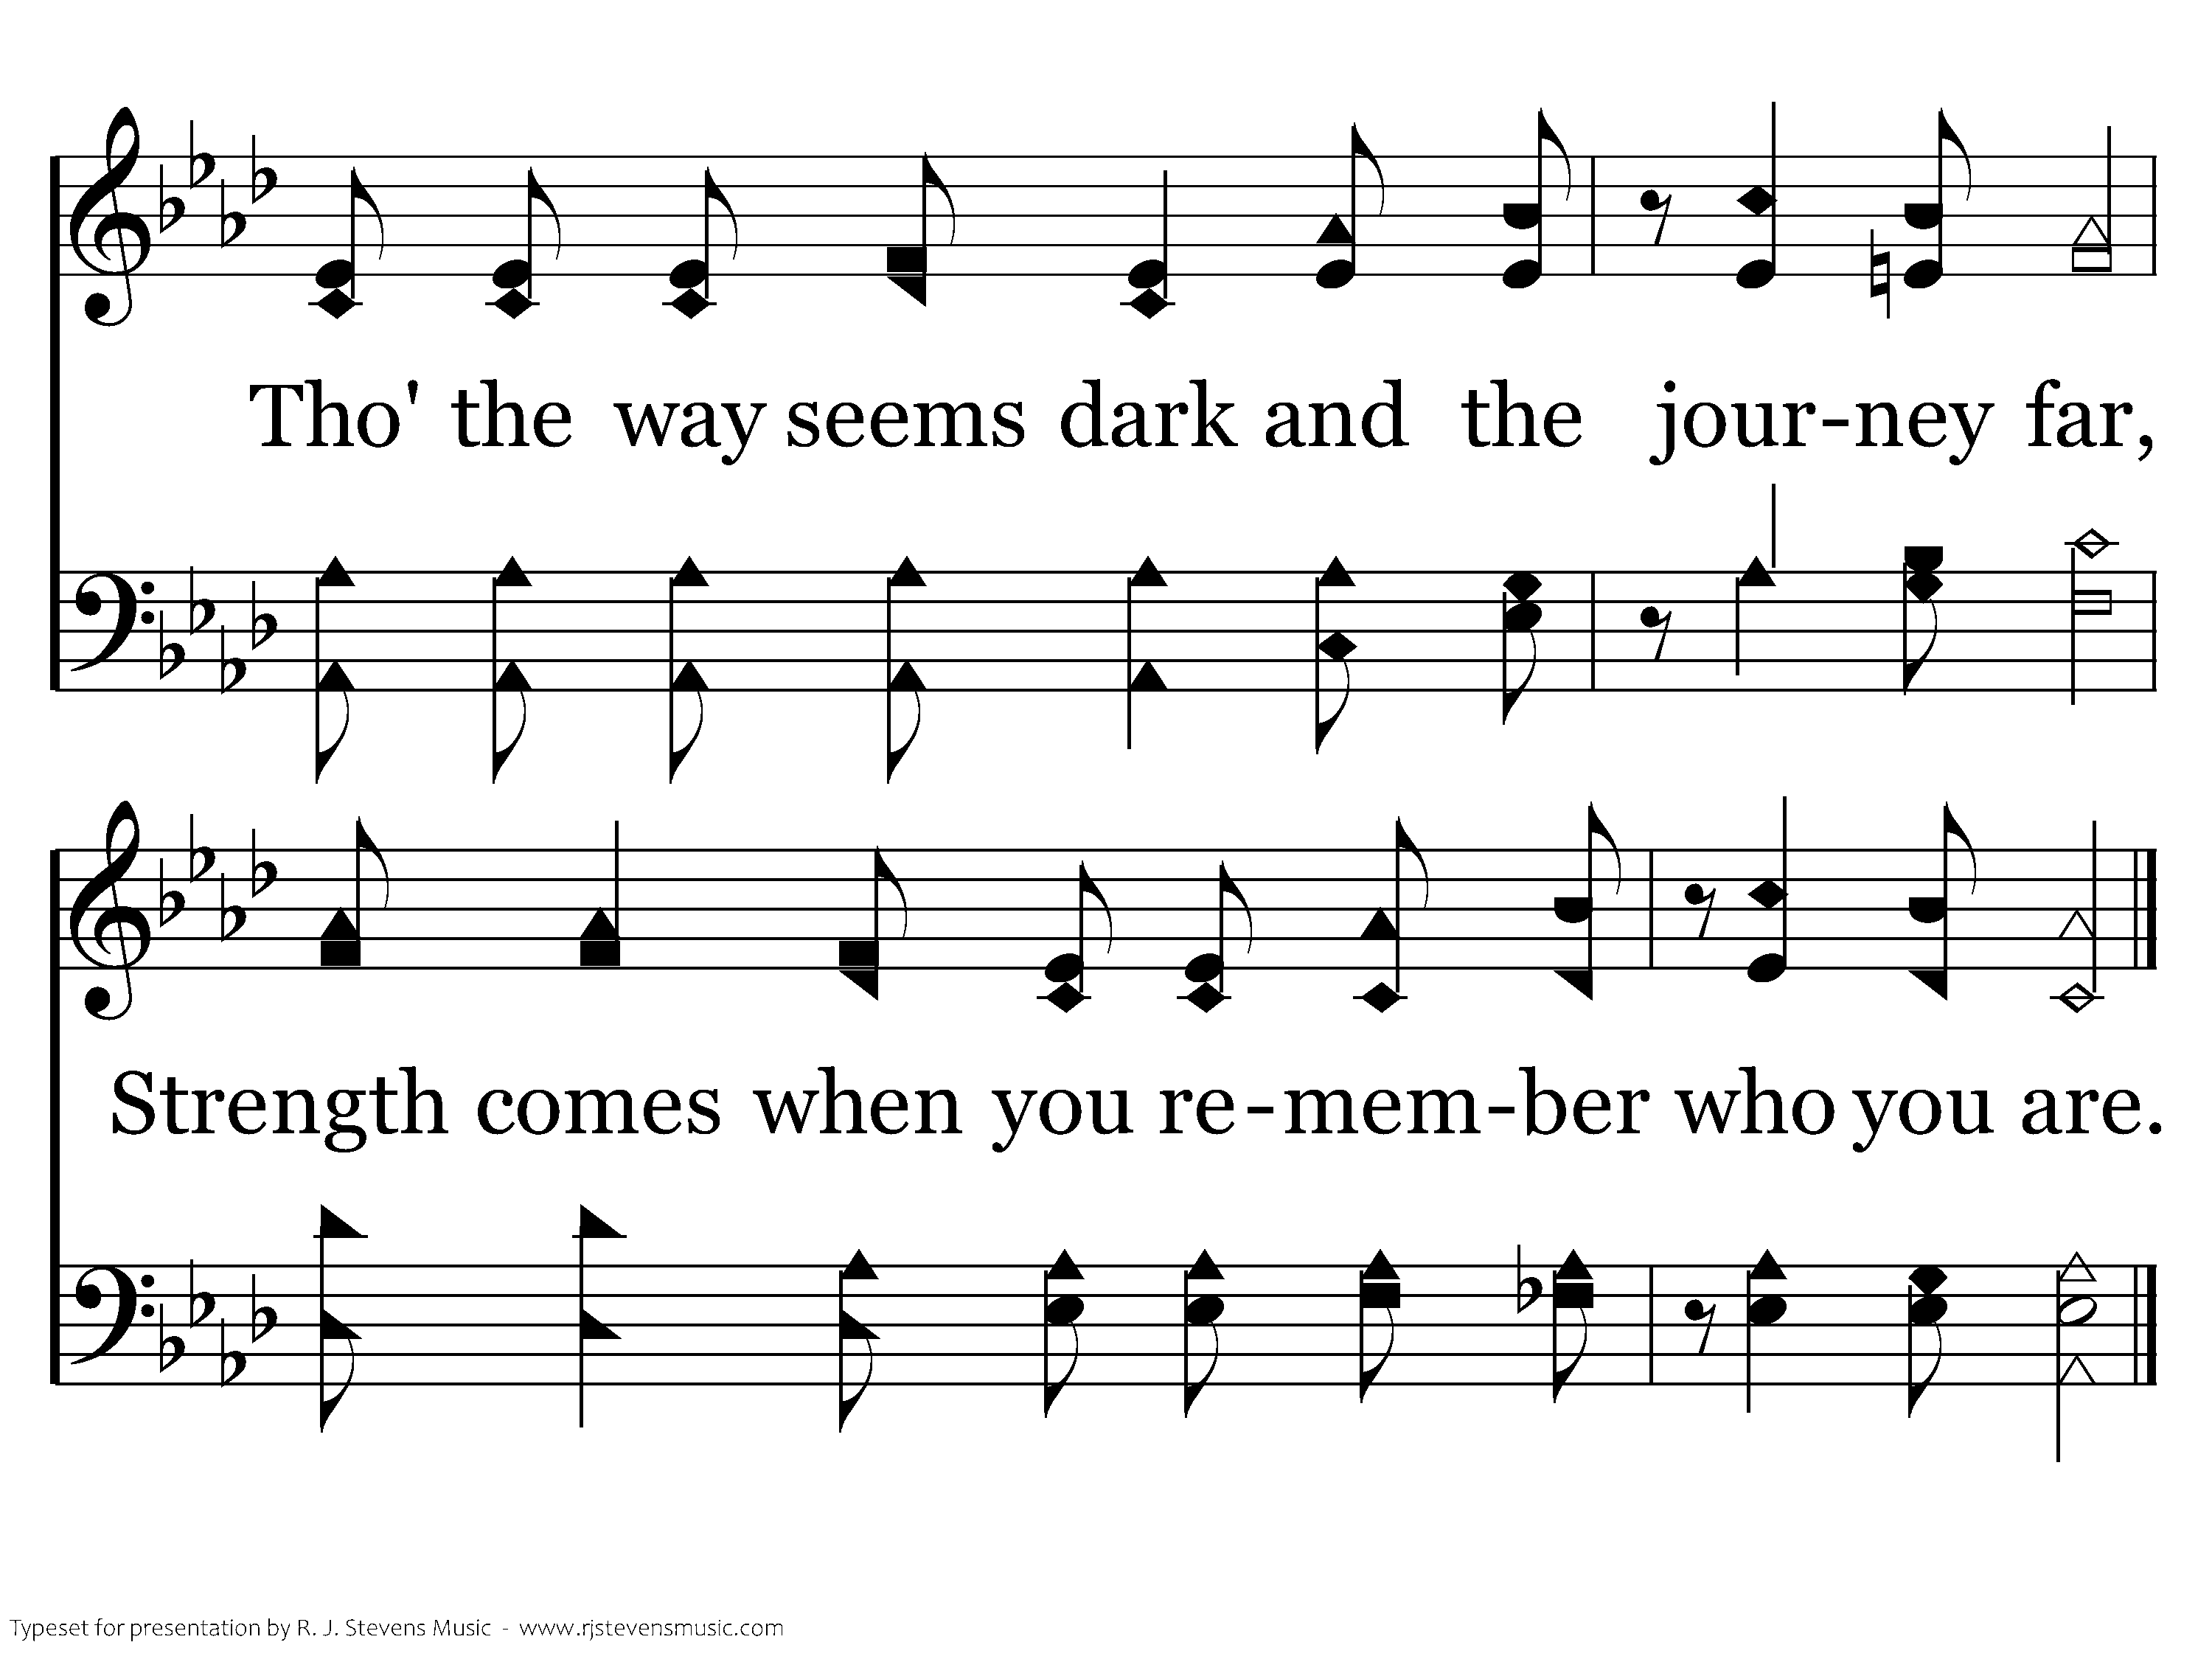 Tho' the way seems dark and the jour-ney far,
Strength comes when you re-mem-ber who you are.
Typeset for presentation by R. J. Stevens Music - www.rjstevensmusic.com